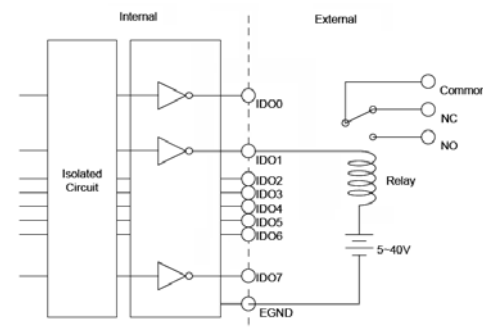 Internal
External
IDO0
Common
NC
NO
IDO1
Isolated
Circuit
IDO2
IDO3
IDO4
IDO5
IDO6
Relay
5~40V
IDO7
EGND